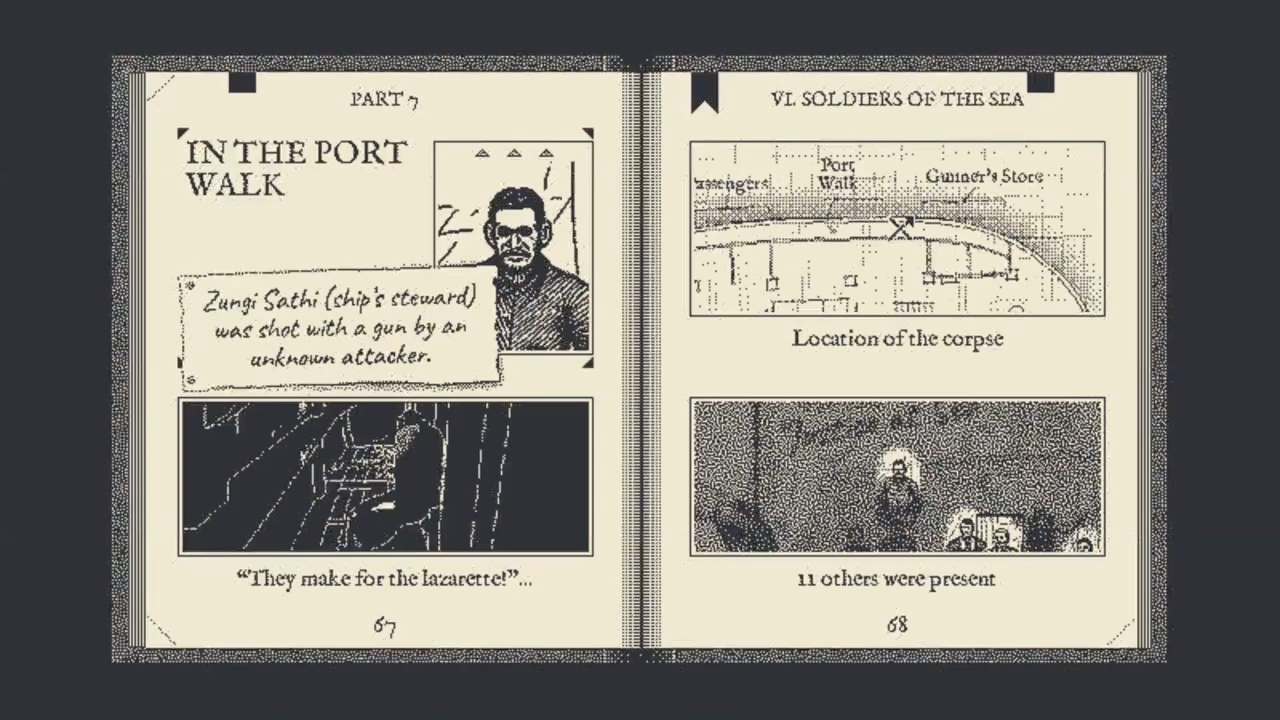 PART 7
IN THE PORT
WALK
Zungi Sathi (ship's steward)
was shot with a gun by an
unknown attacker.
“They make for the lazarette!”...
67
VI. SOLDIERS OF THE SEA
Port
Walk
Gunner's Store
assengers
Location of the corpse
11 others were present
68